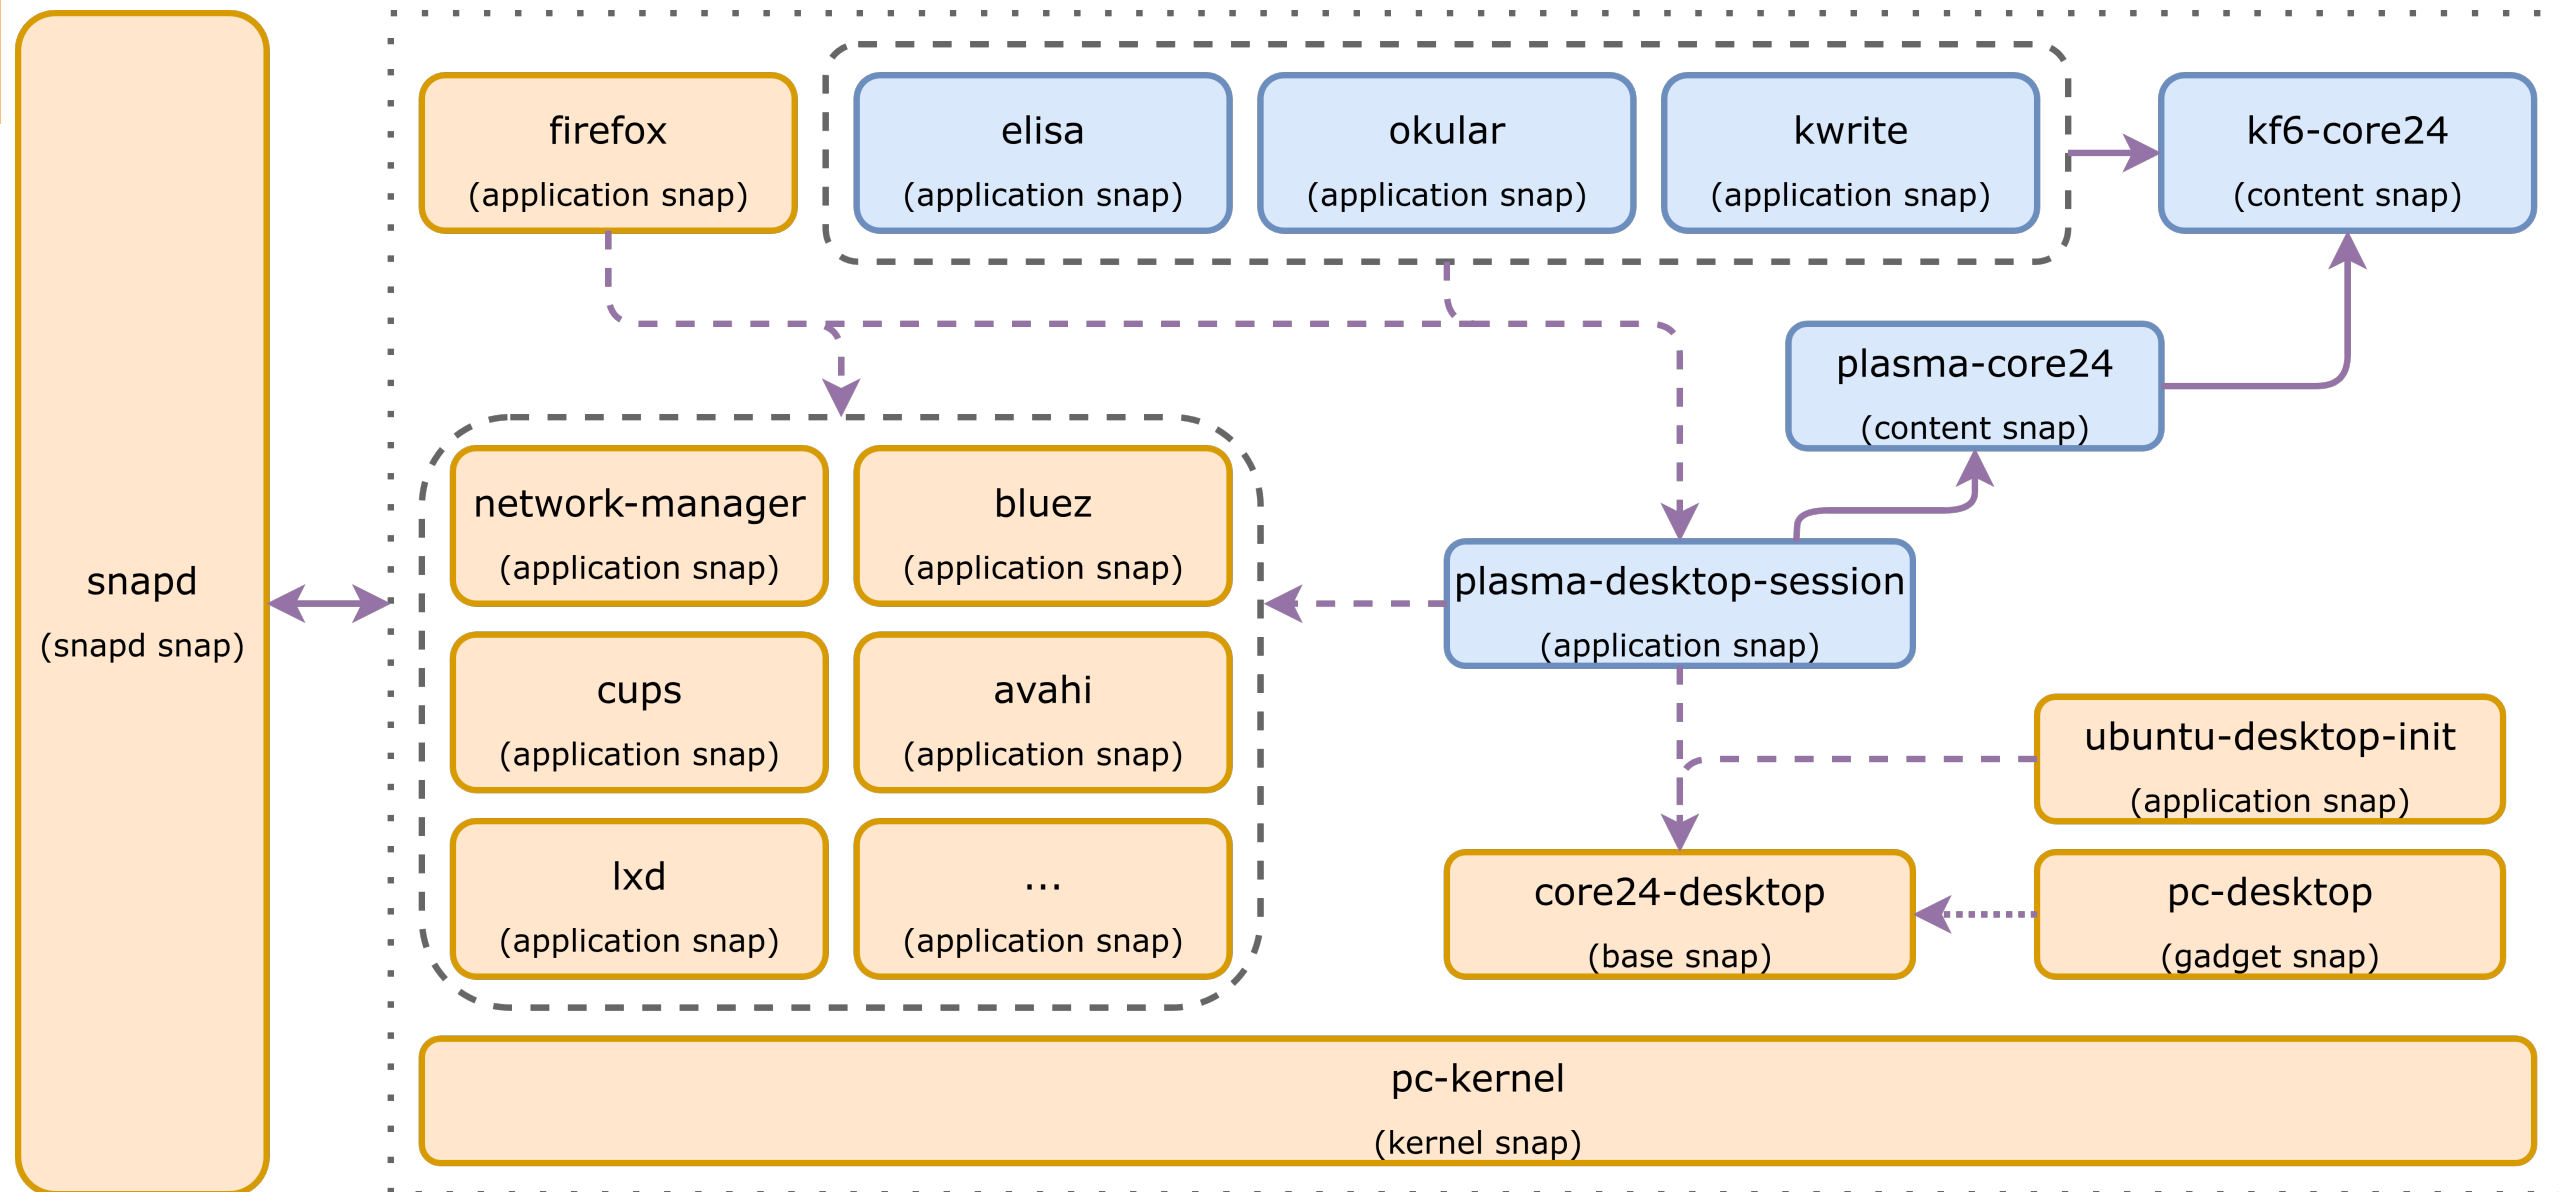 snapd
(snapd snap)
firefox
(application snap)
elisa
(application snap)
okular
(application snap)
kwrite
(application snap)
kf6-core24
(content snap)
plasma-core24
(content snap)
network-manager
(application snap)
bluez
(application snap)
plasma-desktop-session
(application snap)
cups
(application snap)
avahi
(application snap)
ubuntu-desktop-init
(application snap)
lxd
(application snap)
...
(application snap)
core24-desktop
(base snap)
pc-desktop
(gadget snap)
pc-kernel
(kernel snap)